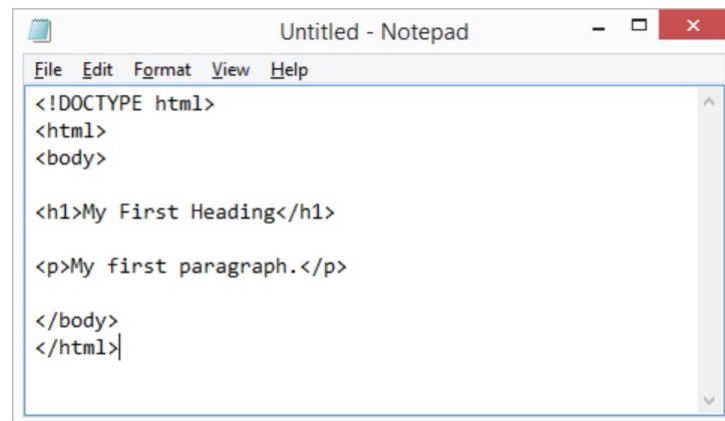 Untitled - Notepad
File Edit Format View Help
<!DOCTYPE html>
<html>
<body>
<h1>My First Heading</h1>
<p>My first paragraph.</p>
</body>
</html>